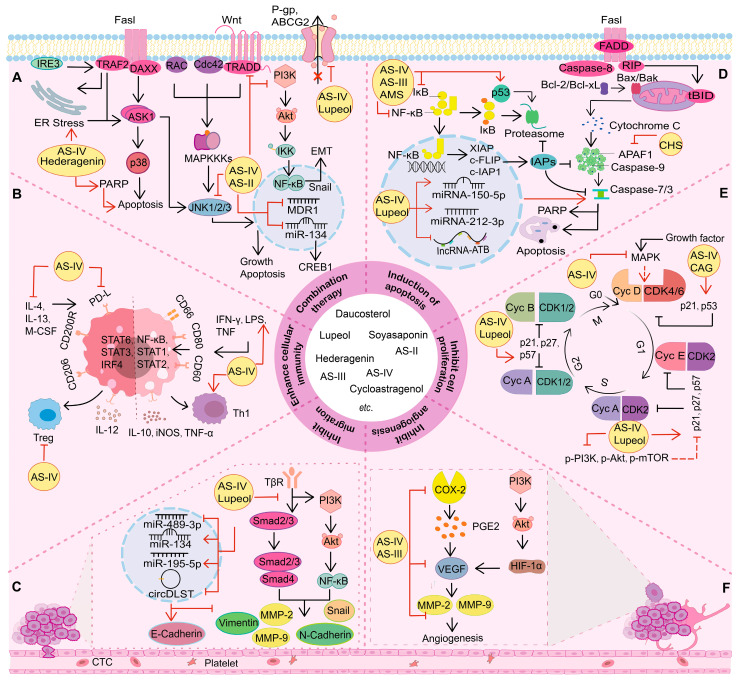 Fasl
Wnt
P-gp,
ABCG2
A
IRE3
TRAF2
DAXX
RAC
Cdc42
TRADD
PI3K
AS-IV
Lupeol
ER Stress
ASK1
Akt
AS-IV
Hederagenin
p38
MAPKKKs
IKK
EMT
AS-IV
AS-II
NF-κB
Snail
PARP
MDR1
Apoptosis
JNK1/2/3
miR-134
Growth
Apoptosis
CREB1
Fasl
FADD
Caspase-8
RIP
D
AS-IV
AS-III
AMS
IκB
p53
Bcl-2/Bcl-xL
Bax/Bak
tBID
NF-κB
IκB
Proteasome
Cytochrome C
CHS
NF-κB
XIAP
c-FLIP
c-IAP1
IAPs
APAF1
Caspase-9
AS-IV
Lupeol
miRNA-150-5p
Caspase-7/3
miRNA-212-3p
PARP
lncRNA-ATB
Apoptosis
B
AS-IV
PD-L
IL-4,
IL-13,
M-CSF
CD200R
CD206
STAT6,
STAT3,
IRF4
NF-κB,
STAT1,
STAT2,
CD86
CD80
CD60
IFN-γ, LPS,
TNF
AS-IV
Treg
IL-12
IL-10, iNOS, TNF-α
Th1
AS-IV
Combination
therapy
Induction of
apoptosis
Enhance cellular
immunity
Inhibit cell
proliferation
Inhibit
migration
Inhibit
angiogenesis
Daucosterol
Lupeol
Soyasaponin
Hederagenin
AS-II
AS-III
AS-IV
Cycloastragenol
etc.
E
Growth factor
AS-IV
MAPK
AS-IV
CAG
Cyc D
CDK4/6
Cyc B
CDK1/2
G0
M
p21, p53
AS-IV
Lupeol
p21, p27,
p57
G1
Cyc E
CDK2
G2
S
Cyc A
CDK1/2
Cyc A
CDK2
p21, p27, p57
AS-IV
Lupeol
p-PI3K, p-Akt, p-mTOR
C
AS-IV
Lupeol
TβR
miR-489-3p
miR-134
miR-195-5p
circDLST
Smad2/3
PI3K
Akt
Smad2/3
Smad4
NF-κB
E-Cadherin
Vimentin
MMP-2
MMP-9
Snail
N-Cadherin
CTC
Platelet
F
COX-2
PI3K
PGE2
Akt
AS-IV
AS-III
VEGF
HIF-1α
MMP-2
MMP-9
Angiogenesis